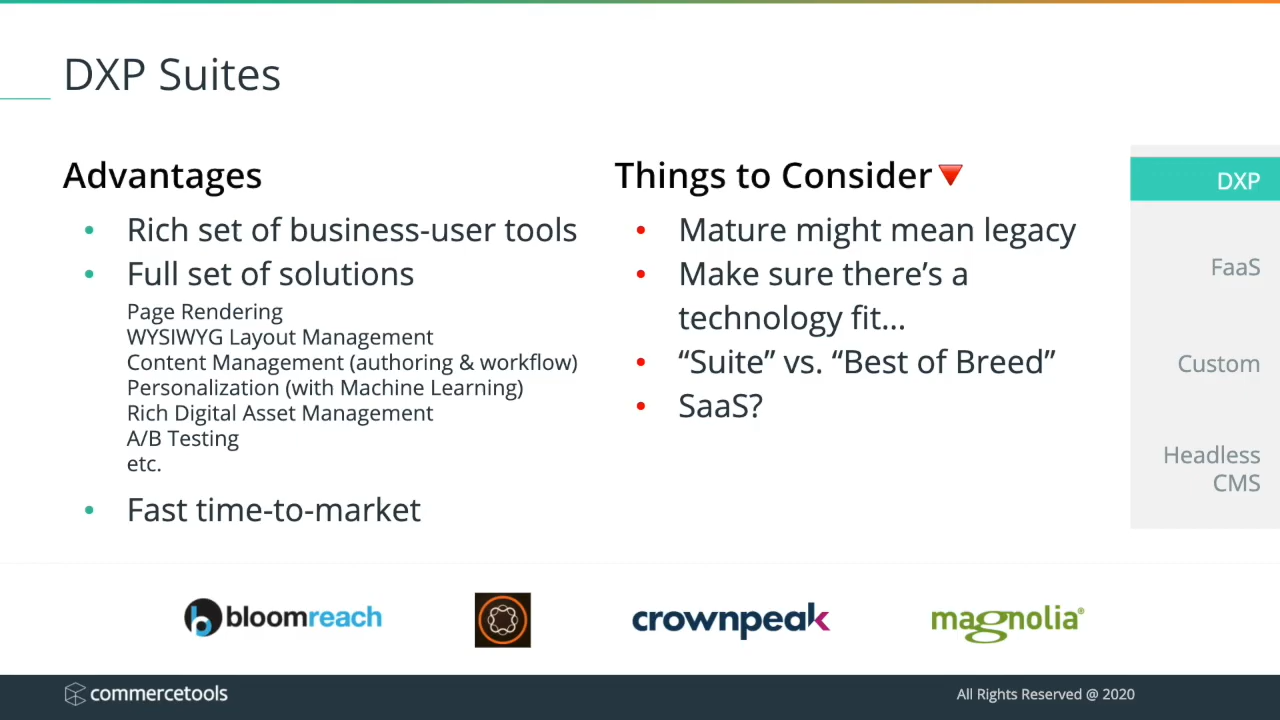 DXP Suites
Advantages
• Rich set of business-user tools
• Full set of solutions
Page Rendering
WYSIWYG Layout Management
Content Management (authoring & workflow)
Personalization (with Machine Learning)
Rich Digital Asset Management
A/B Testing
etc.
• Fast time-to-market
Things to Consider
• Mature might mean legacy
• Make sure there’s a
technology fit...
• “Suite” vs. “Best of Breed”
• SaaS?
DXP
FaaS
Custom
Headless
CMS
bloomreach
crownpeak
magnolia®
commercetools
All Rights Reserved @ 2020